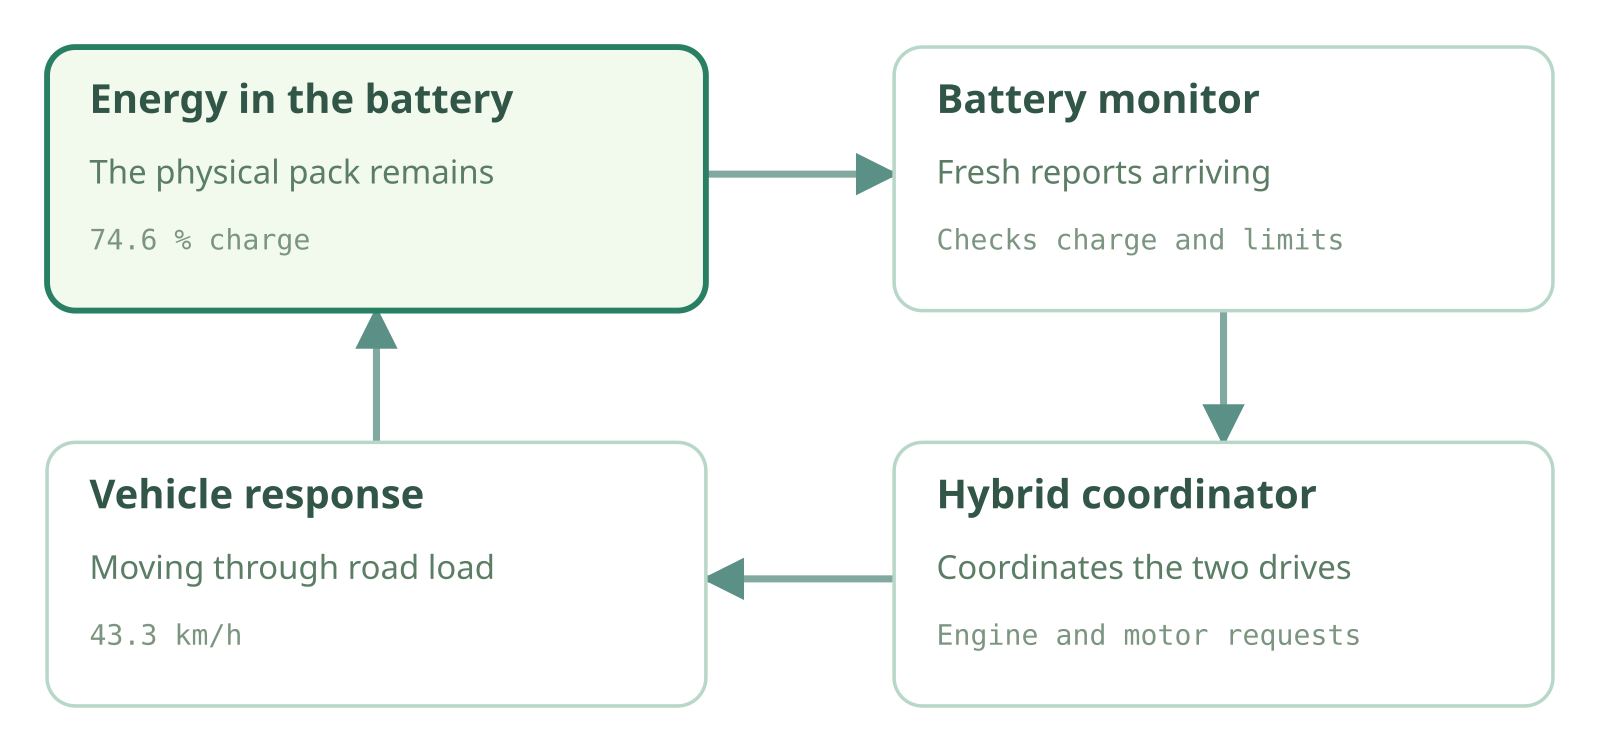 Energy in the battery
The physical pack remains
74.6 % charge
Battery monitor
Fresh reports arriving
Checks charge and limits
Vehicle response
Moving through road load
43.3 km/h
Hybrid coordinator
Coordinates the two drives
Engine and motor requests